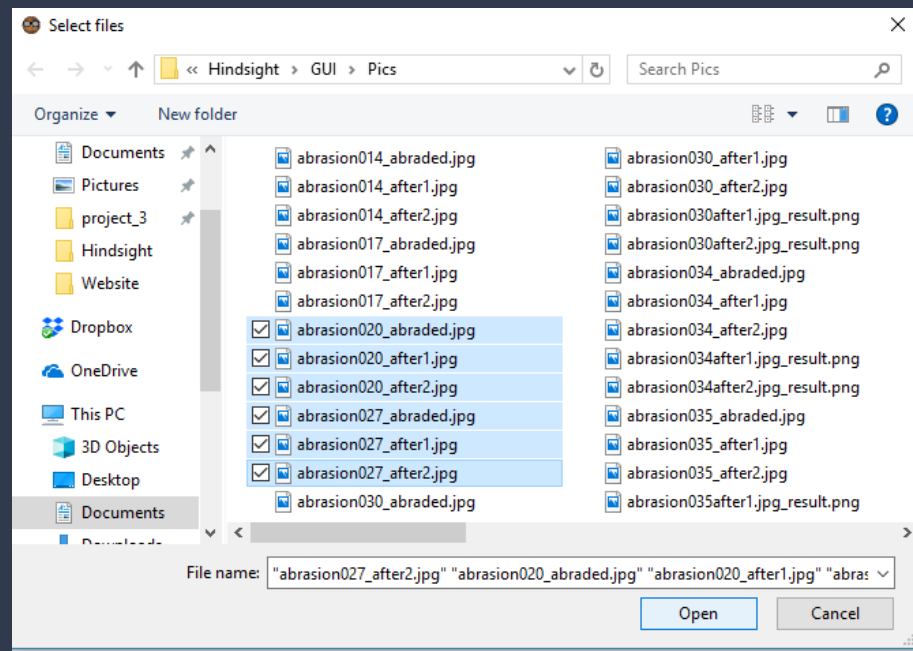 Select files
« Hindsight > GUI > Pics
Search Pics
Organize
New folder
Documents
Pictures
project_3
Hindsight
Website
Dropbox
OneDrive
This PC
3D Objects
Desktop
Documents
Downloads
abrasion014_abraded.jpg
abrasion014_after1.jpg
abrasion014_after2.jpg
abrasion017_abraded.jpg
abrasion017_after1.jpg
abrasion017_after2.jpg
abrasion020_abraded.jpg
abrasion020_after1.jpg
abrasion020_after2.jpg
abrasion027_abraded.jpg
abrasion027_after1.jpg
abrasion027_after2.jpg
abrasion030_abraded.jpg
abrasion030_after1.jpg
abrasion030_after2.jpg
abrasion030after1.jpg_result.png
abrasion030after2.jpg_result.png
abrasion034_abraded.jpg
abrasion034_after1.jpg
abrasion034_after2.jpg
abrasion034after1.jpg_result.png
abrasion034after2.jpg_result.png
abrasion035_abraded.jpg
abrasion035_after1.jpg
abrasion035_after2.jpg
abrasion035after1.jpg_result.png
File name: "abrasion027_after2.jpg" "abrasion020_abraded.jpg" "abrasion020_after1.jpg" "abras
Open
Cancel